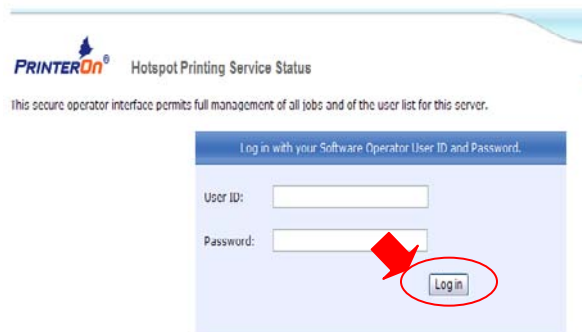 PRINTERON® Hotspot Printing Service Status
This secure operator interface permits full management of all jobs and of the user list for this server.
Log in with your Software Operator User ID and Password.
User ID:
Password:
Log in